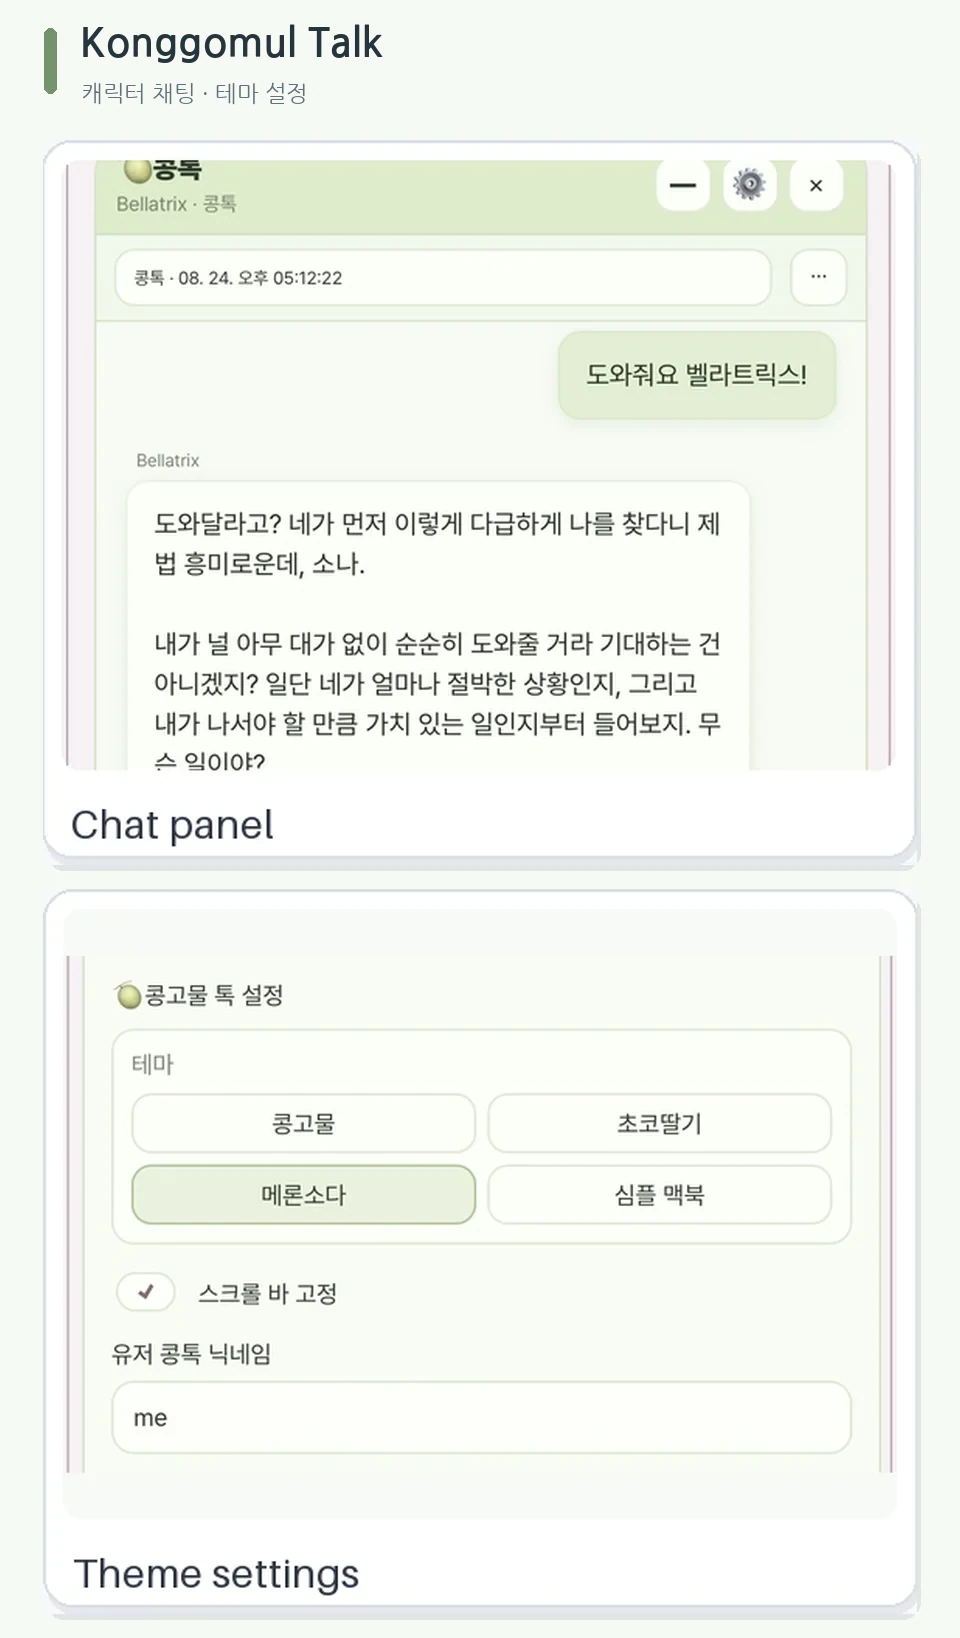 Konggomul Talk
캐릭터 채팅 · 테마 설정
콩톡
Bellatrix · 콩톡
콩톡 · 08. 24. 오후 05:12:22
도와줘요 벨라트릭스!
Bellatrix
도와달라고? 네가 먼저 이렇게 다급하게 나를 찾다니 제
법 흥미로운데, 소나.
내가 널 아무 대가 없이 순순히 도와줄 거라 기대하는 건
아니겠지? 일단 네가 얼마나 절박한 상황인지, 그리고
내가 나서야 할 만큼 가치 있는 일인지부터 들어보지. 무
슨 일이야?
Chat panel
콩고물 톡 설정
테마
콩고물
초코딸기
메론소다
심플 맥북
스크롤 바 고정
유저 콩톡 닉네임
me
Theme settings